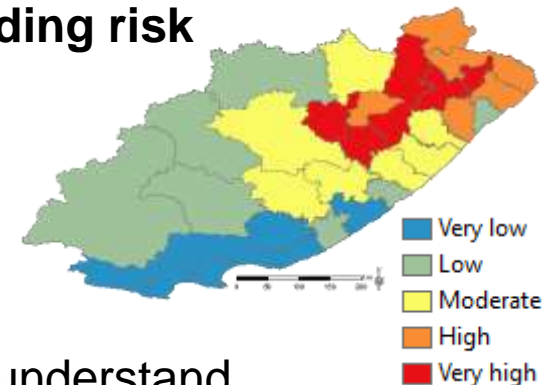 ding risk
Very low
Low
Moderate
High
Very high
understand